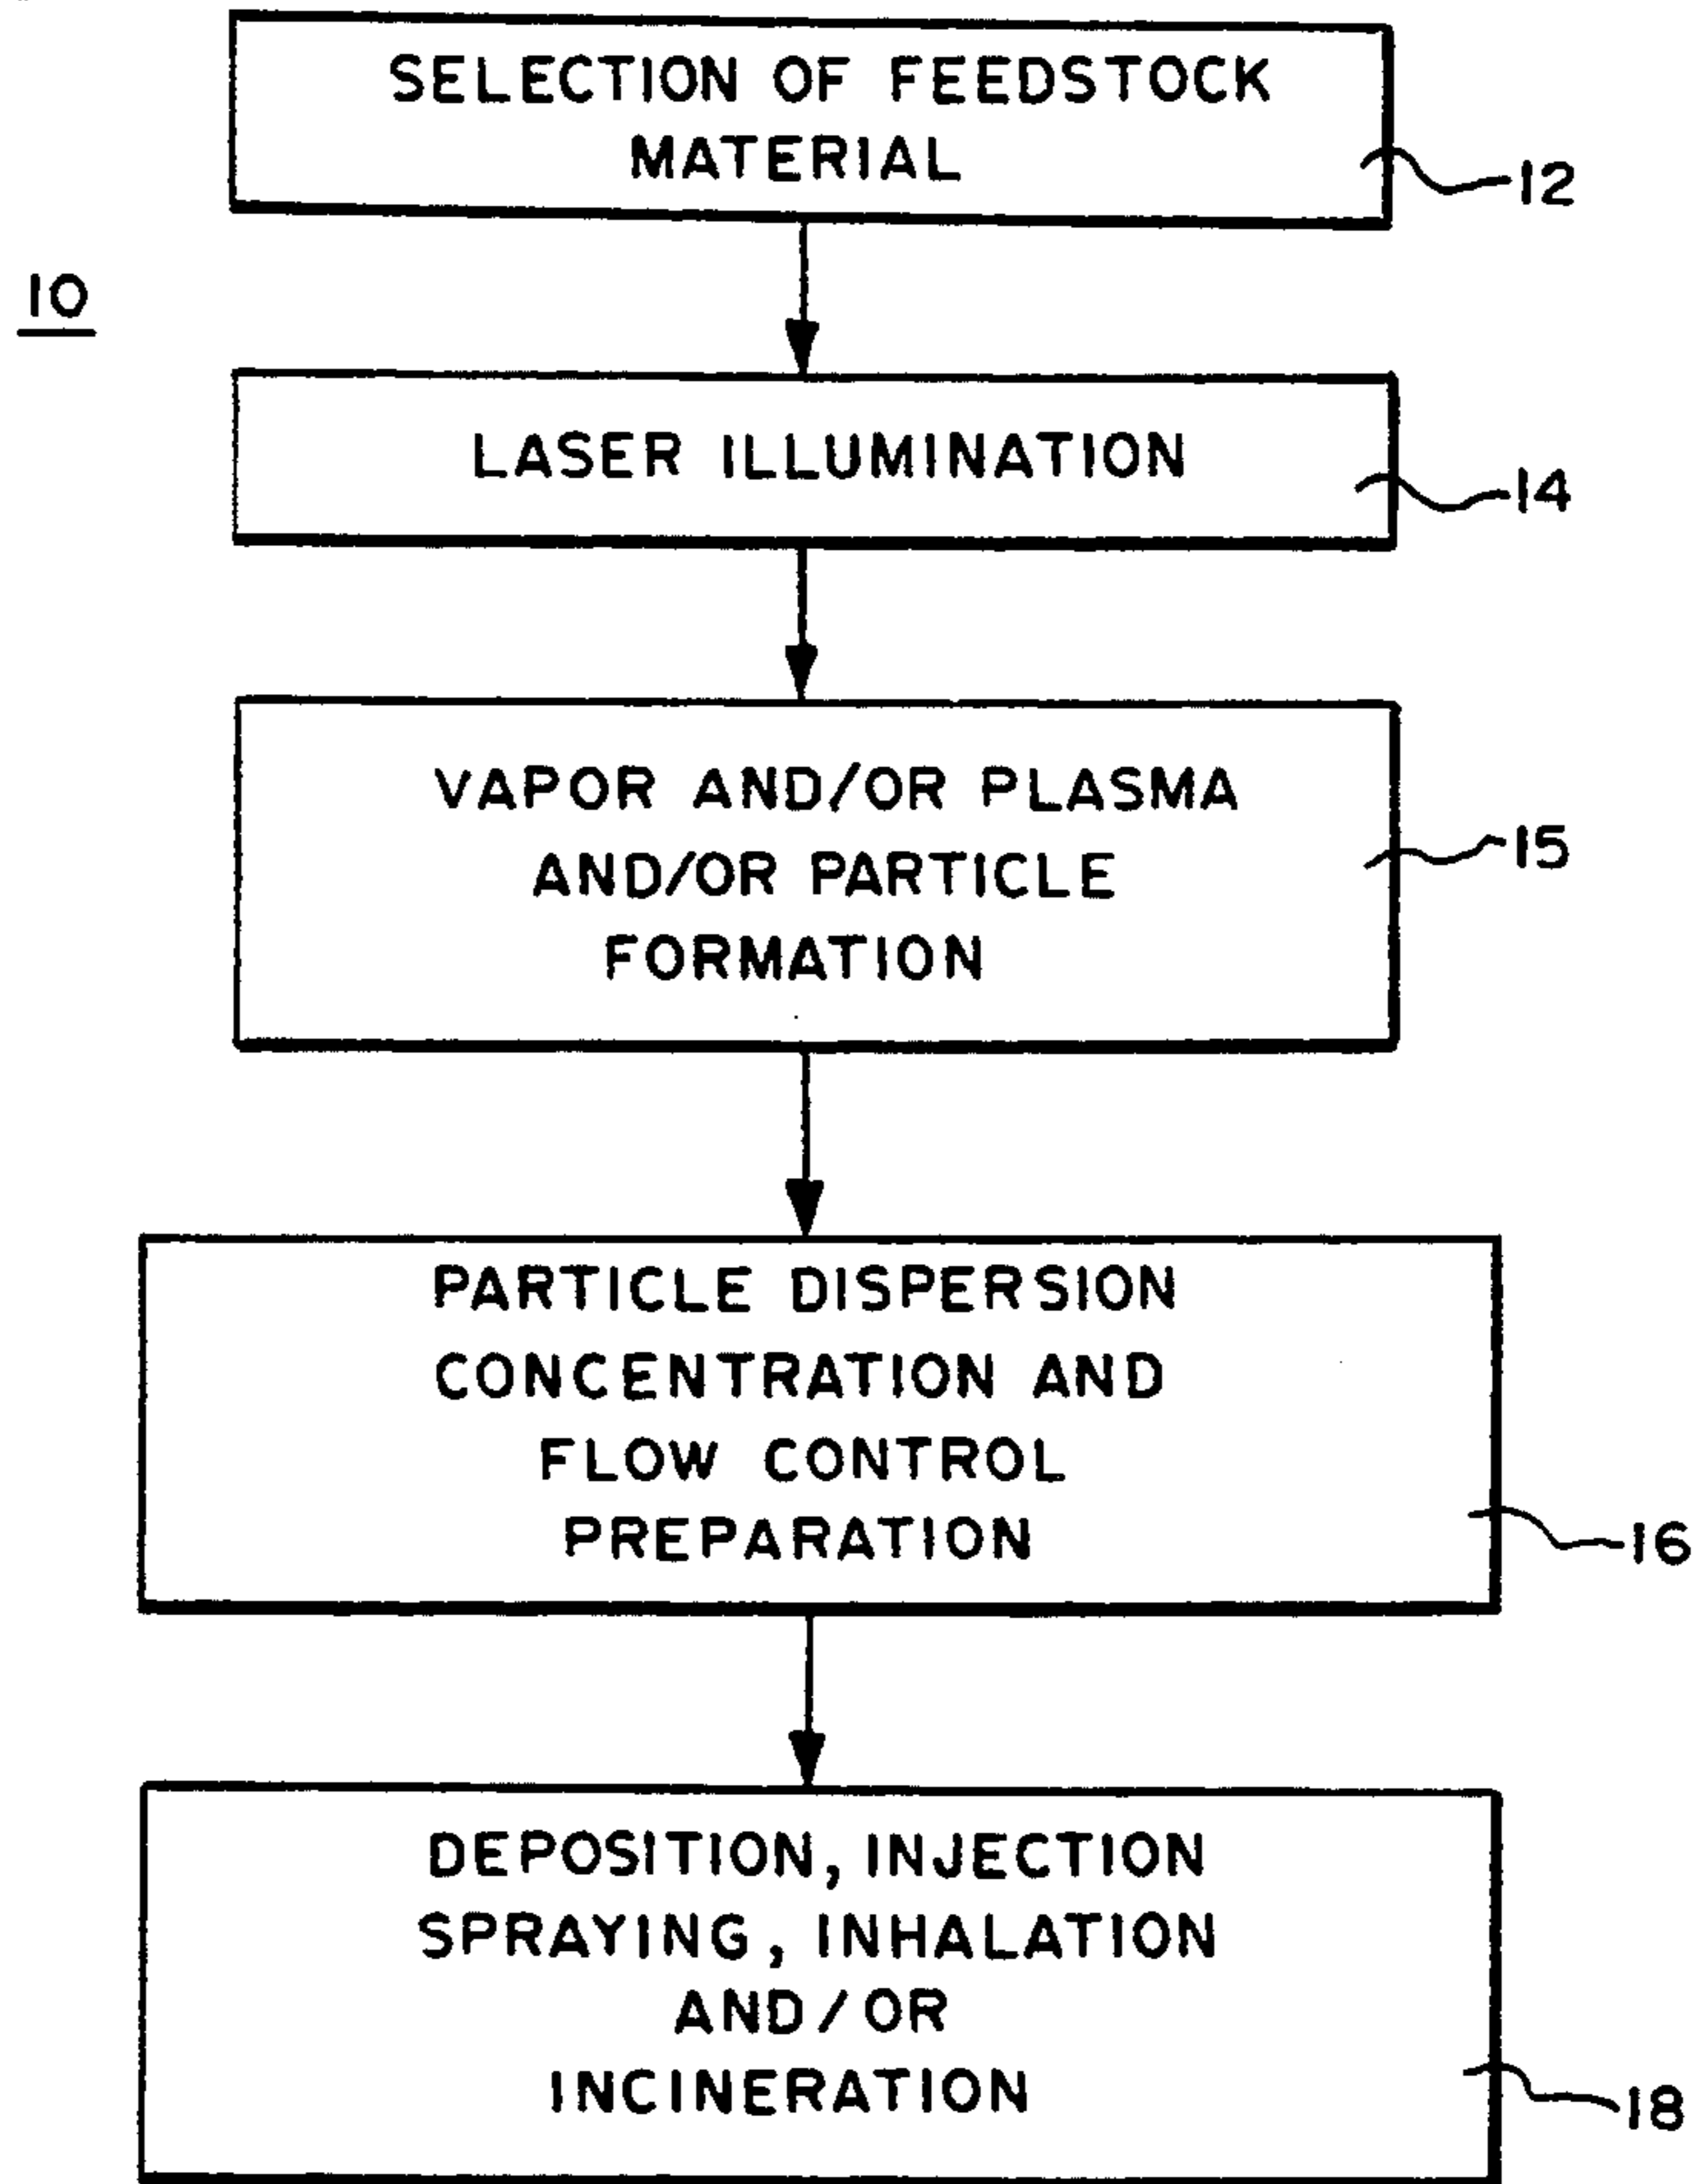 SELECTION OF FEEDSTOCK
MATERIAL
12
10
LASER ILLUMINATION
14
VAPOR AND/OR PLASMA
AND/OR PARTICLE
FORMATION
15
PARTICLE DISPERSION
CONCENTRATION AND
FLOW CONTROL
PREPARATION
16
DEPOSITION, INJECTION
SPRAYING, INHALATION
AND/OR
INCINERATION
18